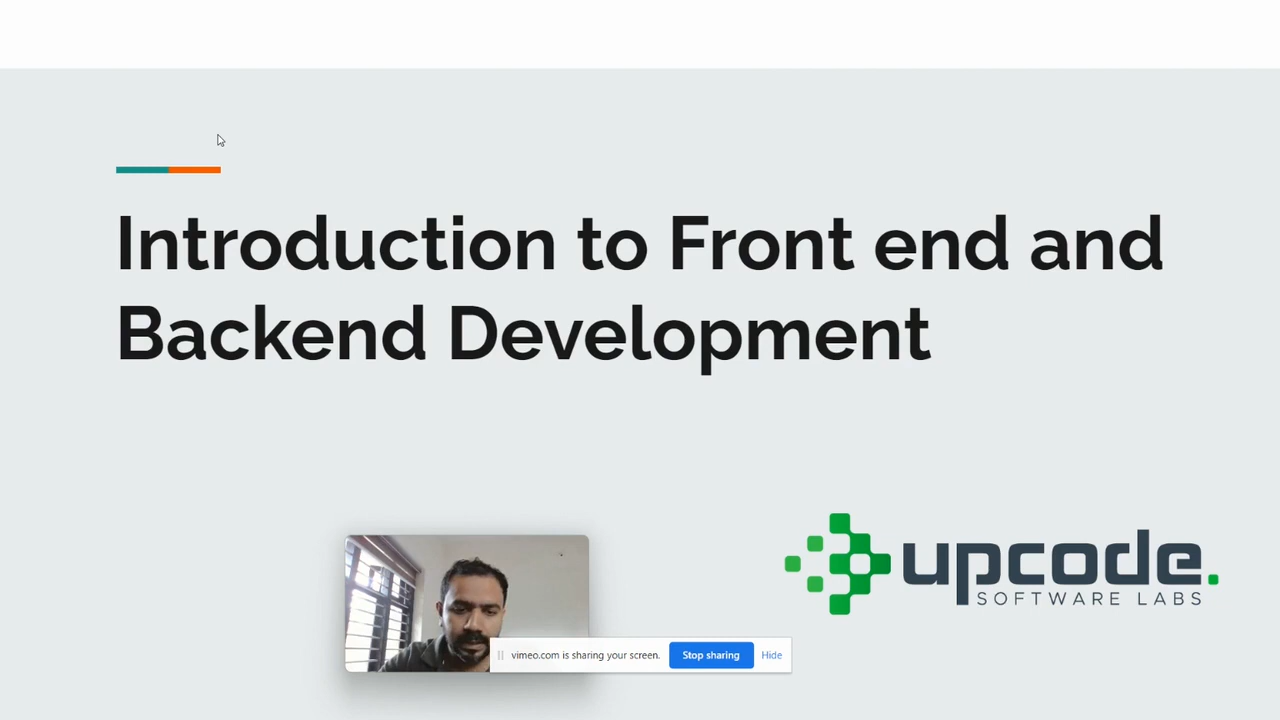 Introduction to Front end and
Backend Development
upcode.
SOFTWARE LABS
vimeo.com is sharing your screen. Stop sharing Hide